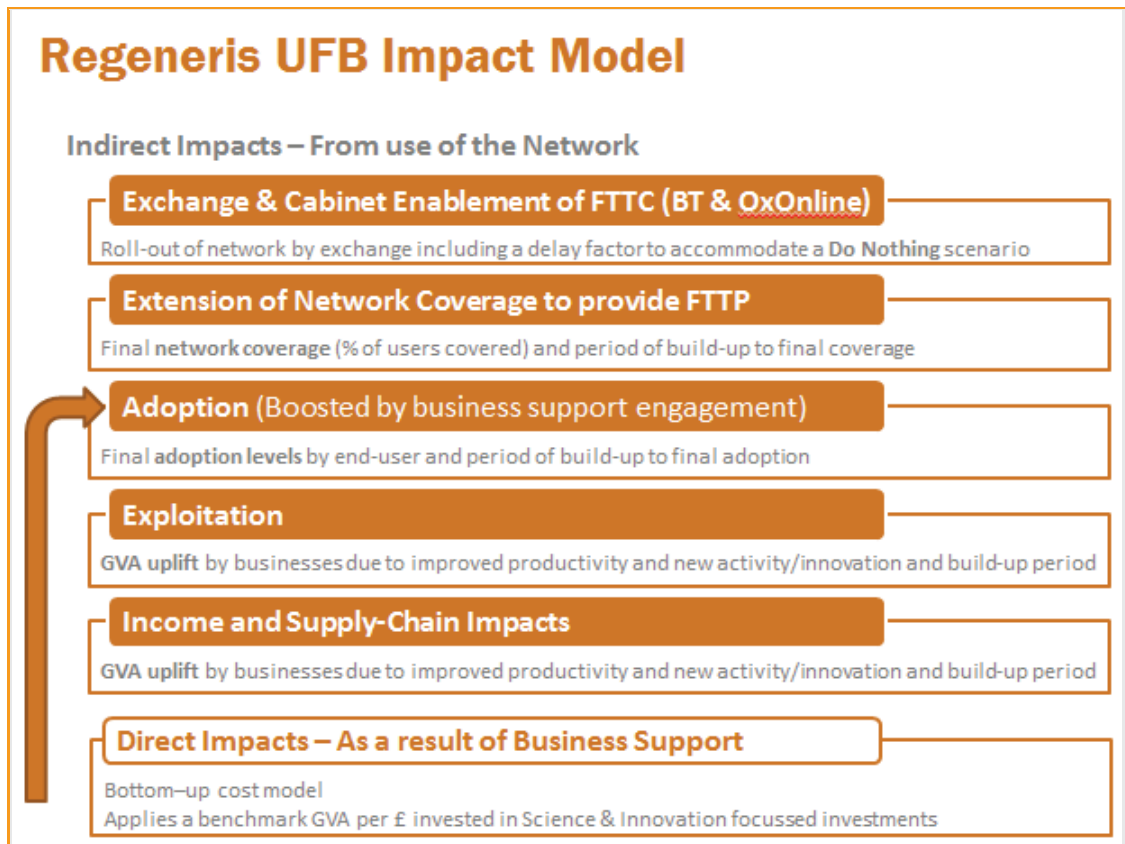 Regeneris UFB Impact Model
Indirect Impacts – From use of the Network
Exchange & Cabinet Enablement of FTTC (BT & OxOnline)
Roll-out of network by exchange including a delay factor to accommodate a Do Nothing scenario
Extension of Network Coverage to provide FTTP
Final network coverage (% of users covered) and period of build-up to final coverage
Adoption (Boosted by business support engagement)
Final adoption levels by end-user and period of build-up to final adoption
Exploitation
GVA uplift by businesses due to improved productivity and new activity/innovation and build-up period
Income and Supply-Chain Impacts
GVA uplift by businesses due to improved productivity and new activity/innovation and build-up period
Direct Impacts – As a result of Business Support
Bottom–up cost model
Applies a benchmark GVA per £ invested in Science & Innovation focussed investments